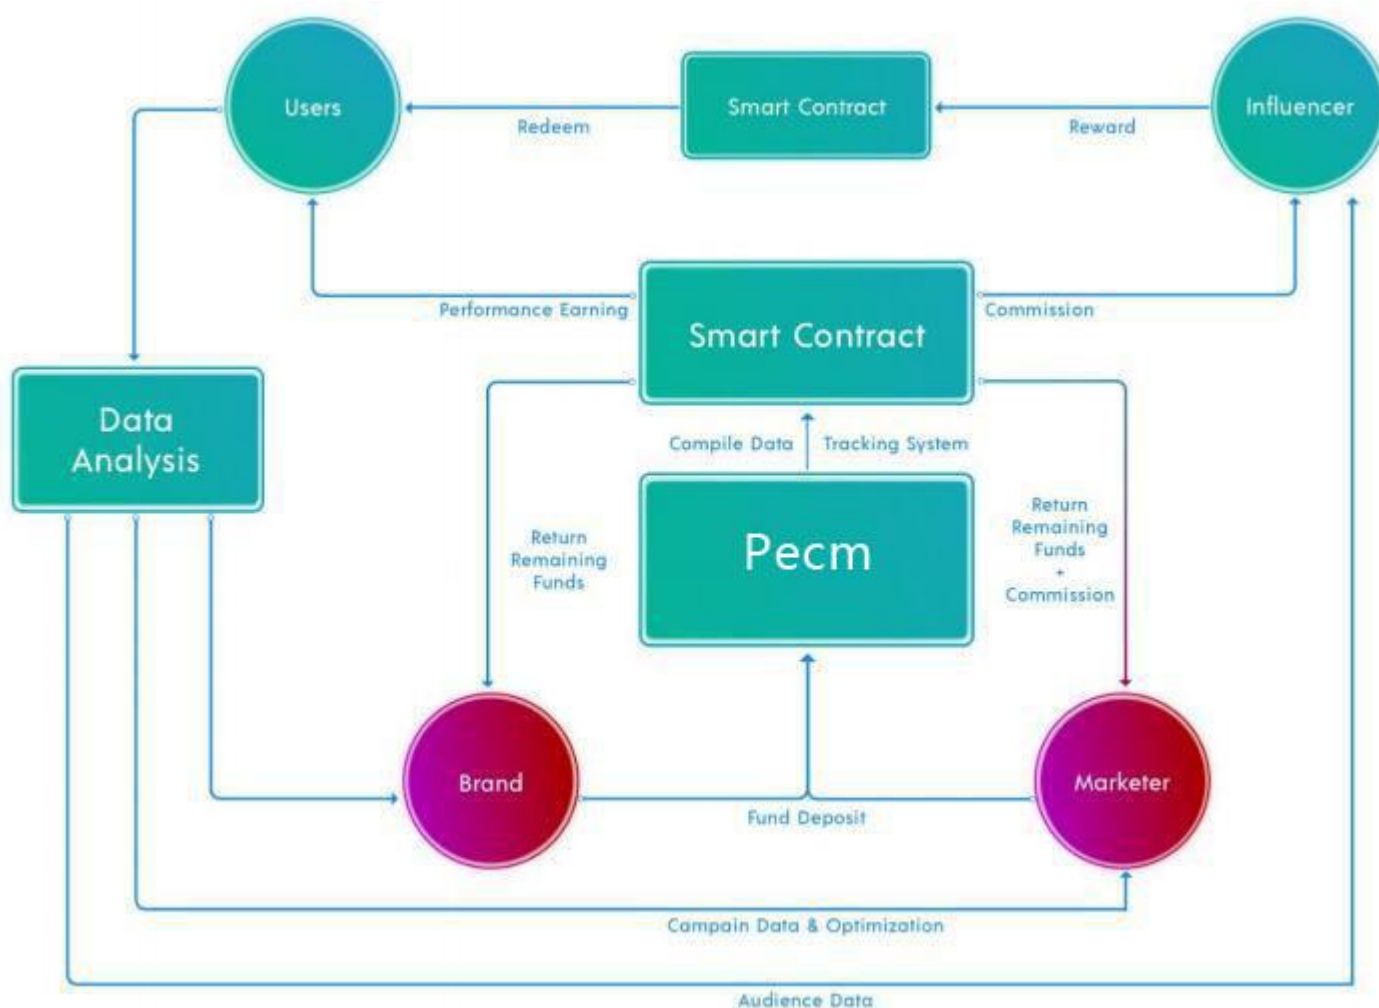 Users
Smart Contract
Influencer
Redeem
Reward
Performance Earning
Commission
Smart Contract
Data
Analysis
Compile Data
Tracking System
Return
Remaining
Funds
Pecm
Return
Remaining
Funds
+
Commission
Brand
Marketer
Fund Deposit
Campain Data & Optimization
Audience Data